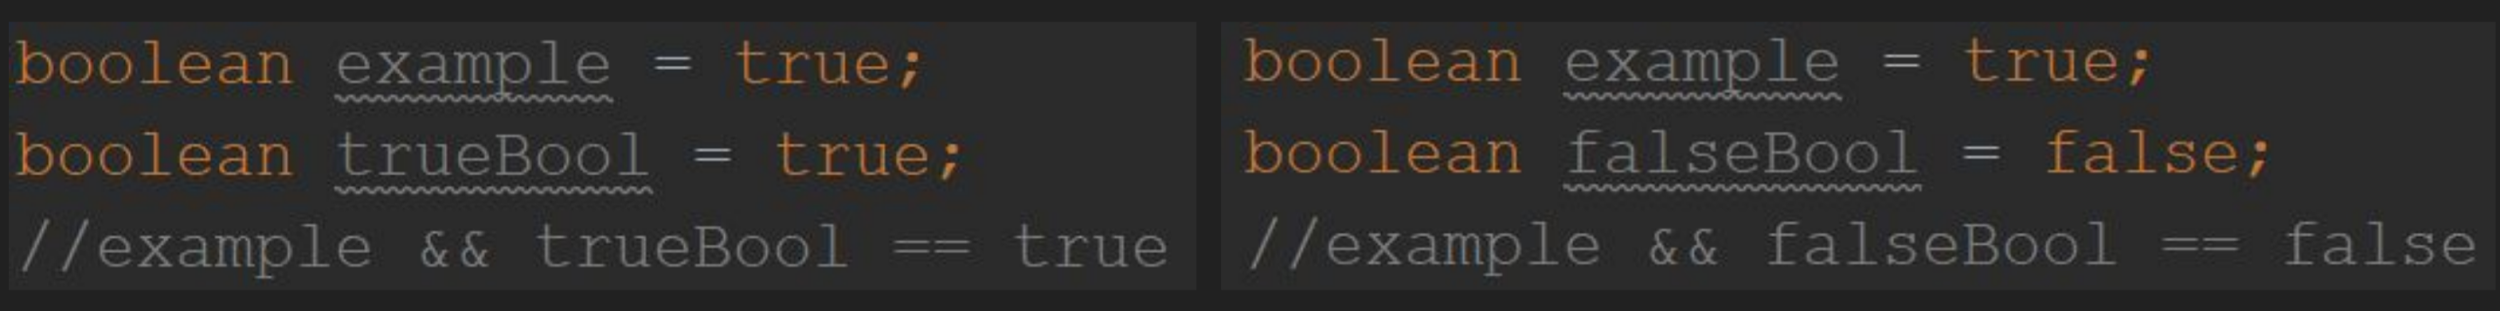 boolean example = true;
boolean trueBool = true;
//example && trueBool == true
boolean example = true;
boolean falseBool = false;
//example && falseBool == false